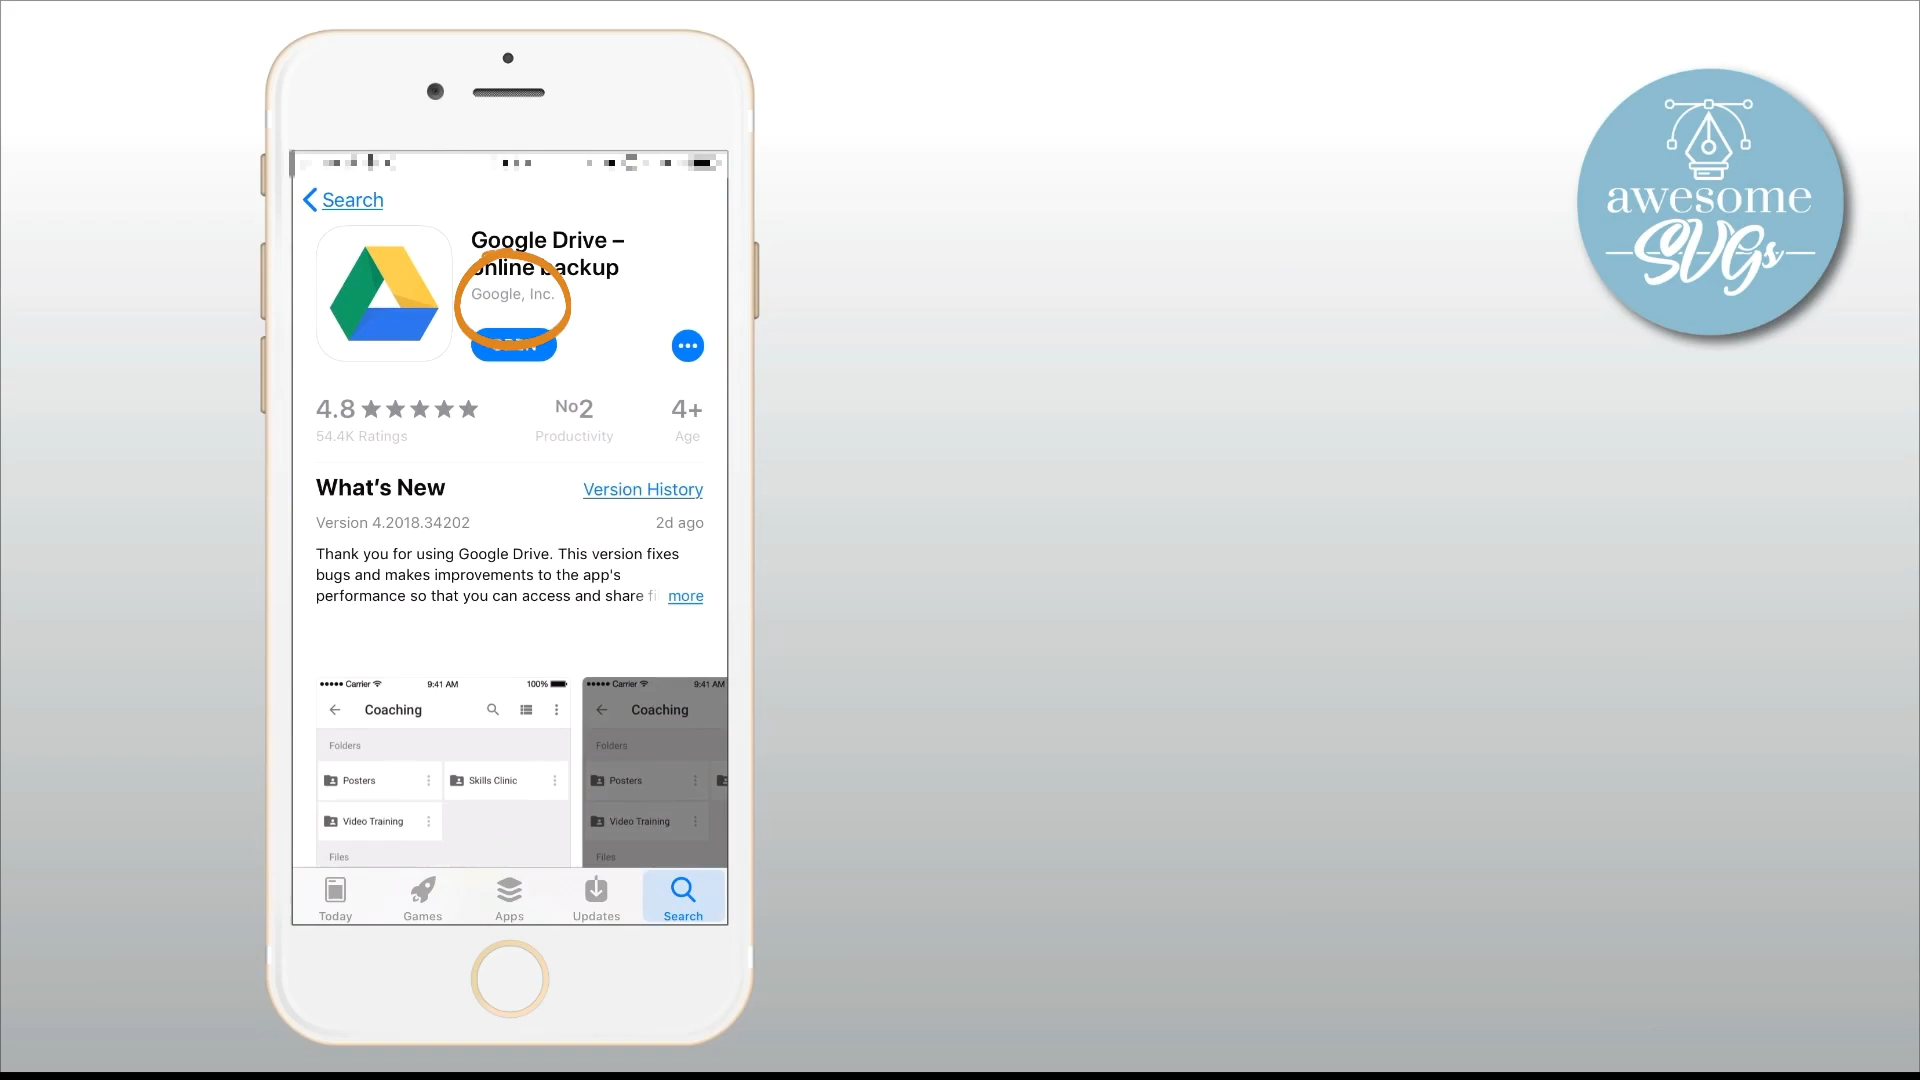 Search
Google Drive –
online backup
Google, Inc.
OPEN
4.8
No2
4+
54.4K Ratings
Productivity
Age
What's New
Version History
Version 4.2018.34202
2d ago
Thank you for using Google Drive. This version fixes
bugs and makes improvements to the app's
performance so that you can access and share fi
more
Carrier
9:41 AM
100%
Coaching
Folders
Posters
Skills Clinic
Video Training
Files
Carrier
9:41 AM
Coaching
Folders
Posters
Video Training
Files
Today
Games
Apps
Updates
Search
awesome
SVGs